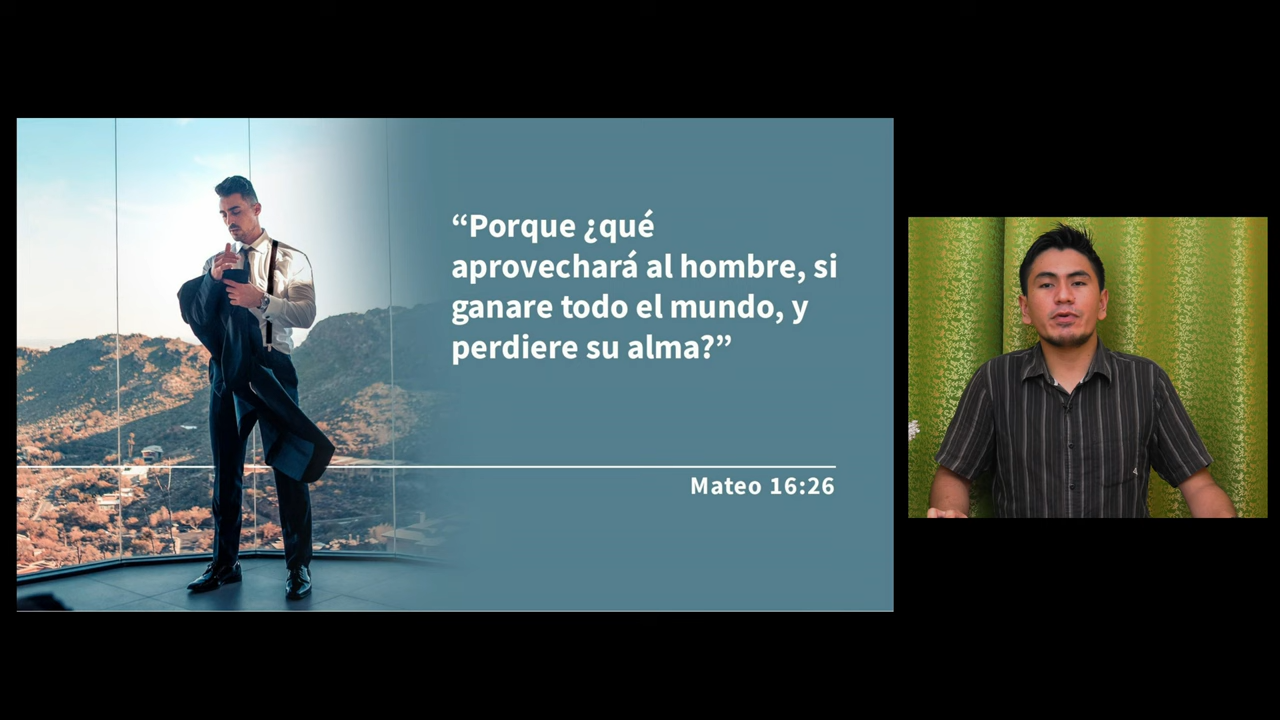 “Porque ¿qué
aprovechará al hombre, si
ganare todo el mundo, y
perdiere su alma?”
Mateo 16:26